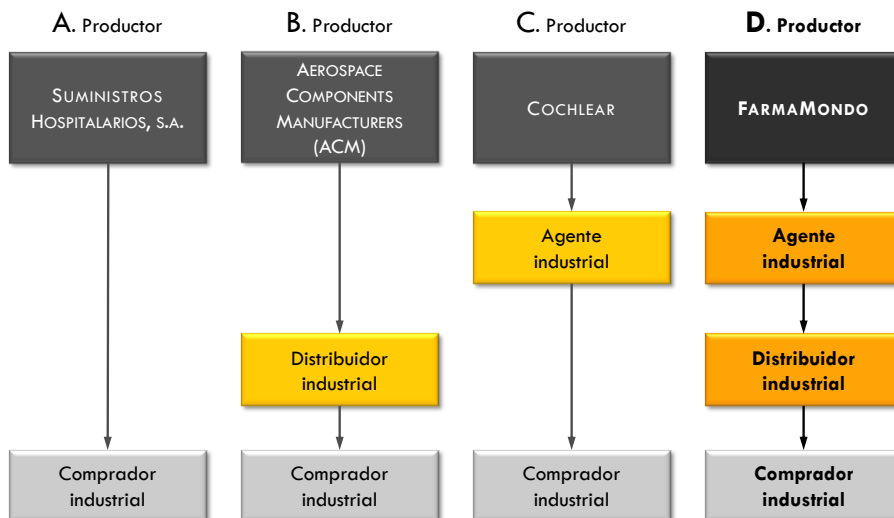 A. Productor
SUMINISTROS
HOSPITALARIOS, S.A.
Comprador
industrial
B. Productor
AEROSPACE
COMPONENTS
MANUFACTURERS
(ACM)
Distribuidor
industrial
Comprador
industrial
C. Productor
COCHLEAR
Agente
industrial
Comprador
industrial
D. Productor
FARMAMONDO
Agente
industrial
Distribuidor
industrial
Comprador
industrial